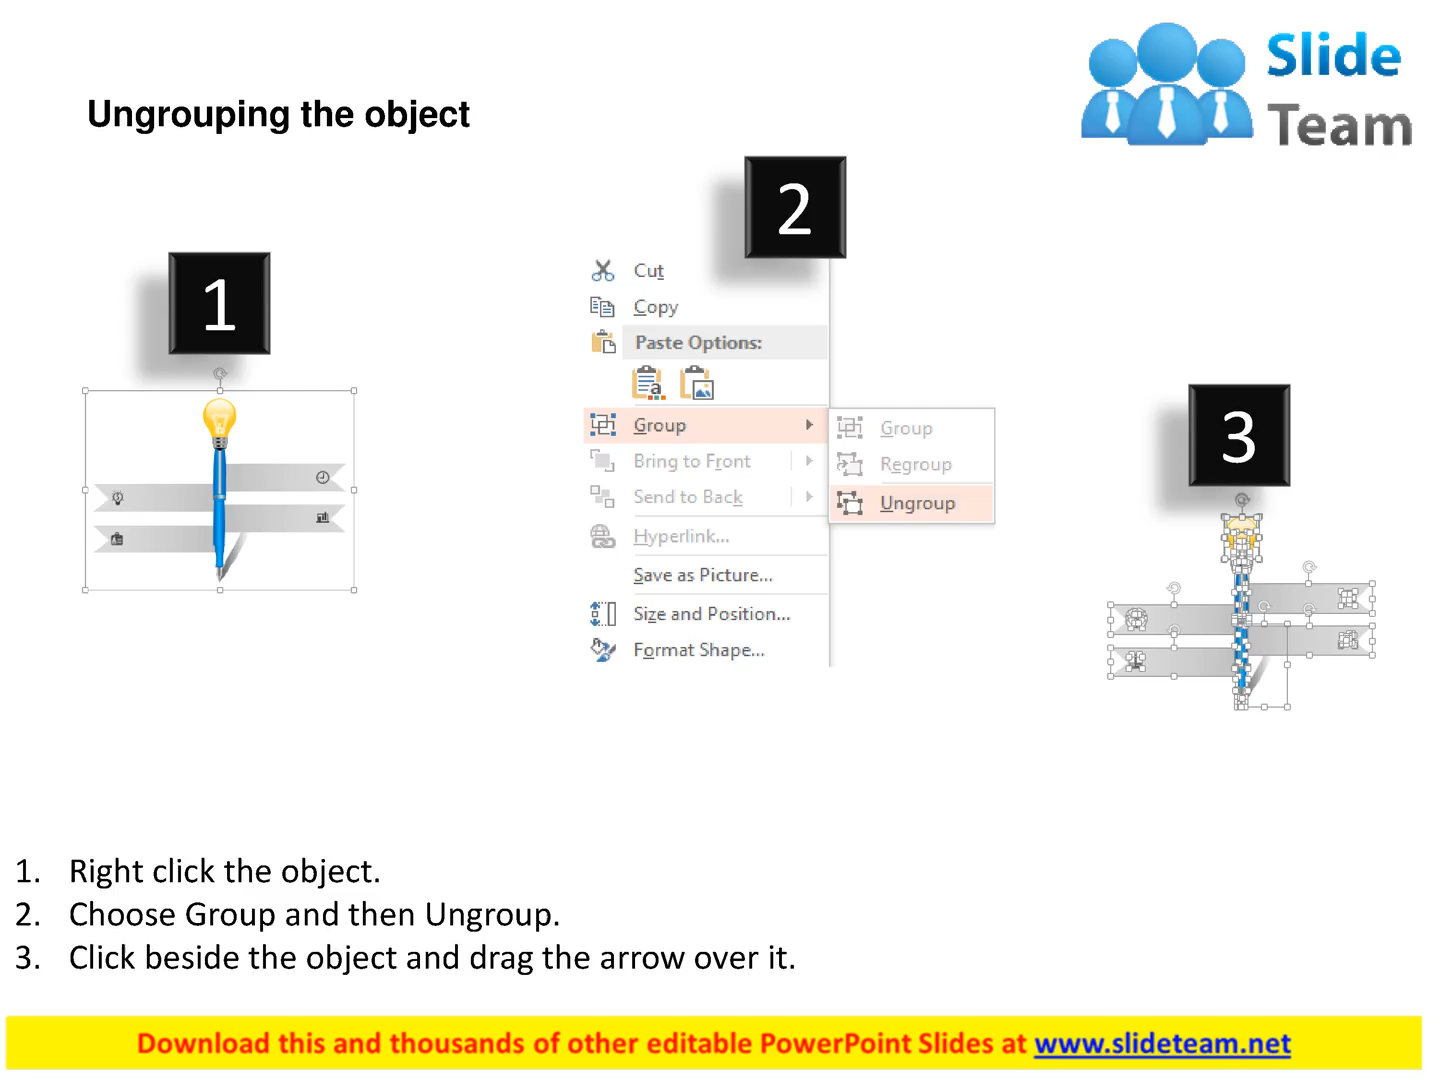 Slide
Team
Ungrouping the object
1
2
3
Cut
Copy
Paste Options:
Group
Bring to Front
Send to Back
Hyperlink...
Save as Picture...
Size and Position...
Format Shape...
Group
Regroup
Ungroup
1. Right click the object.
2. Choose Group and then Ungroup.
3. Click beside the object and drag the arrow over it.
Download this and thousands of other editable PowerPoint Slides at www.slideteam.net